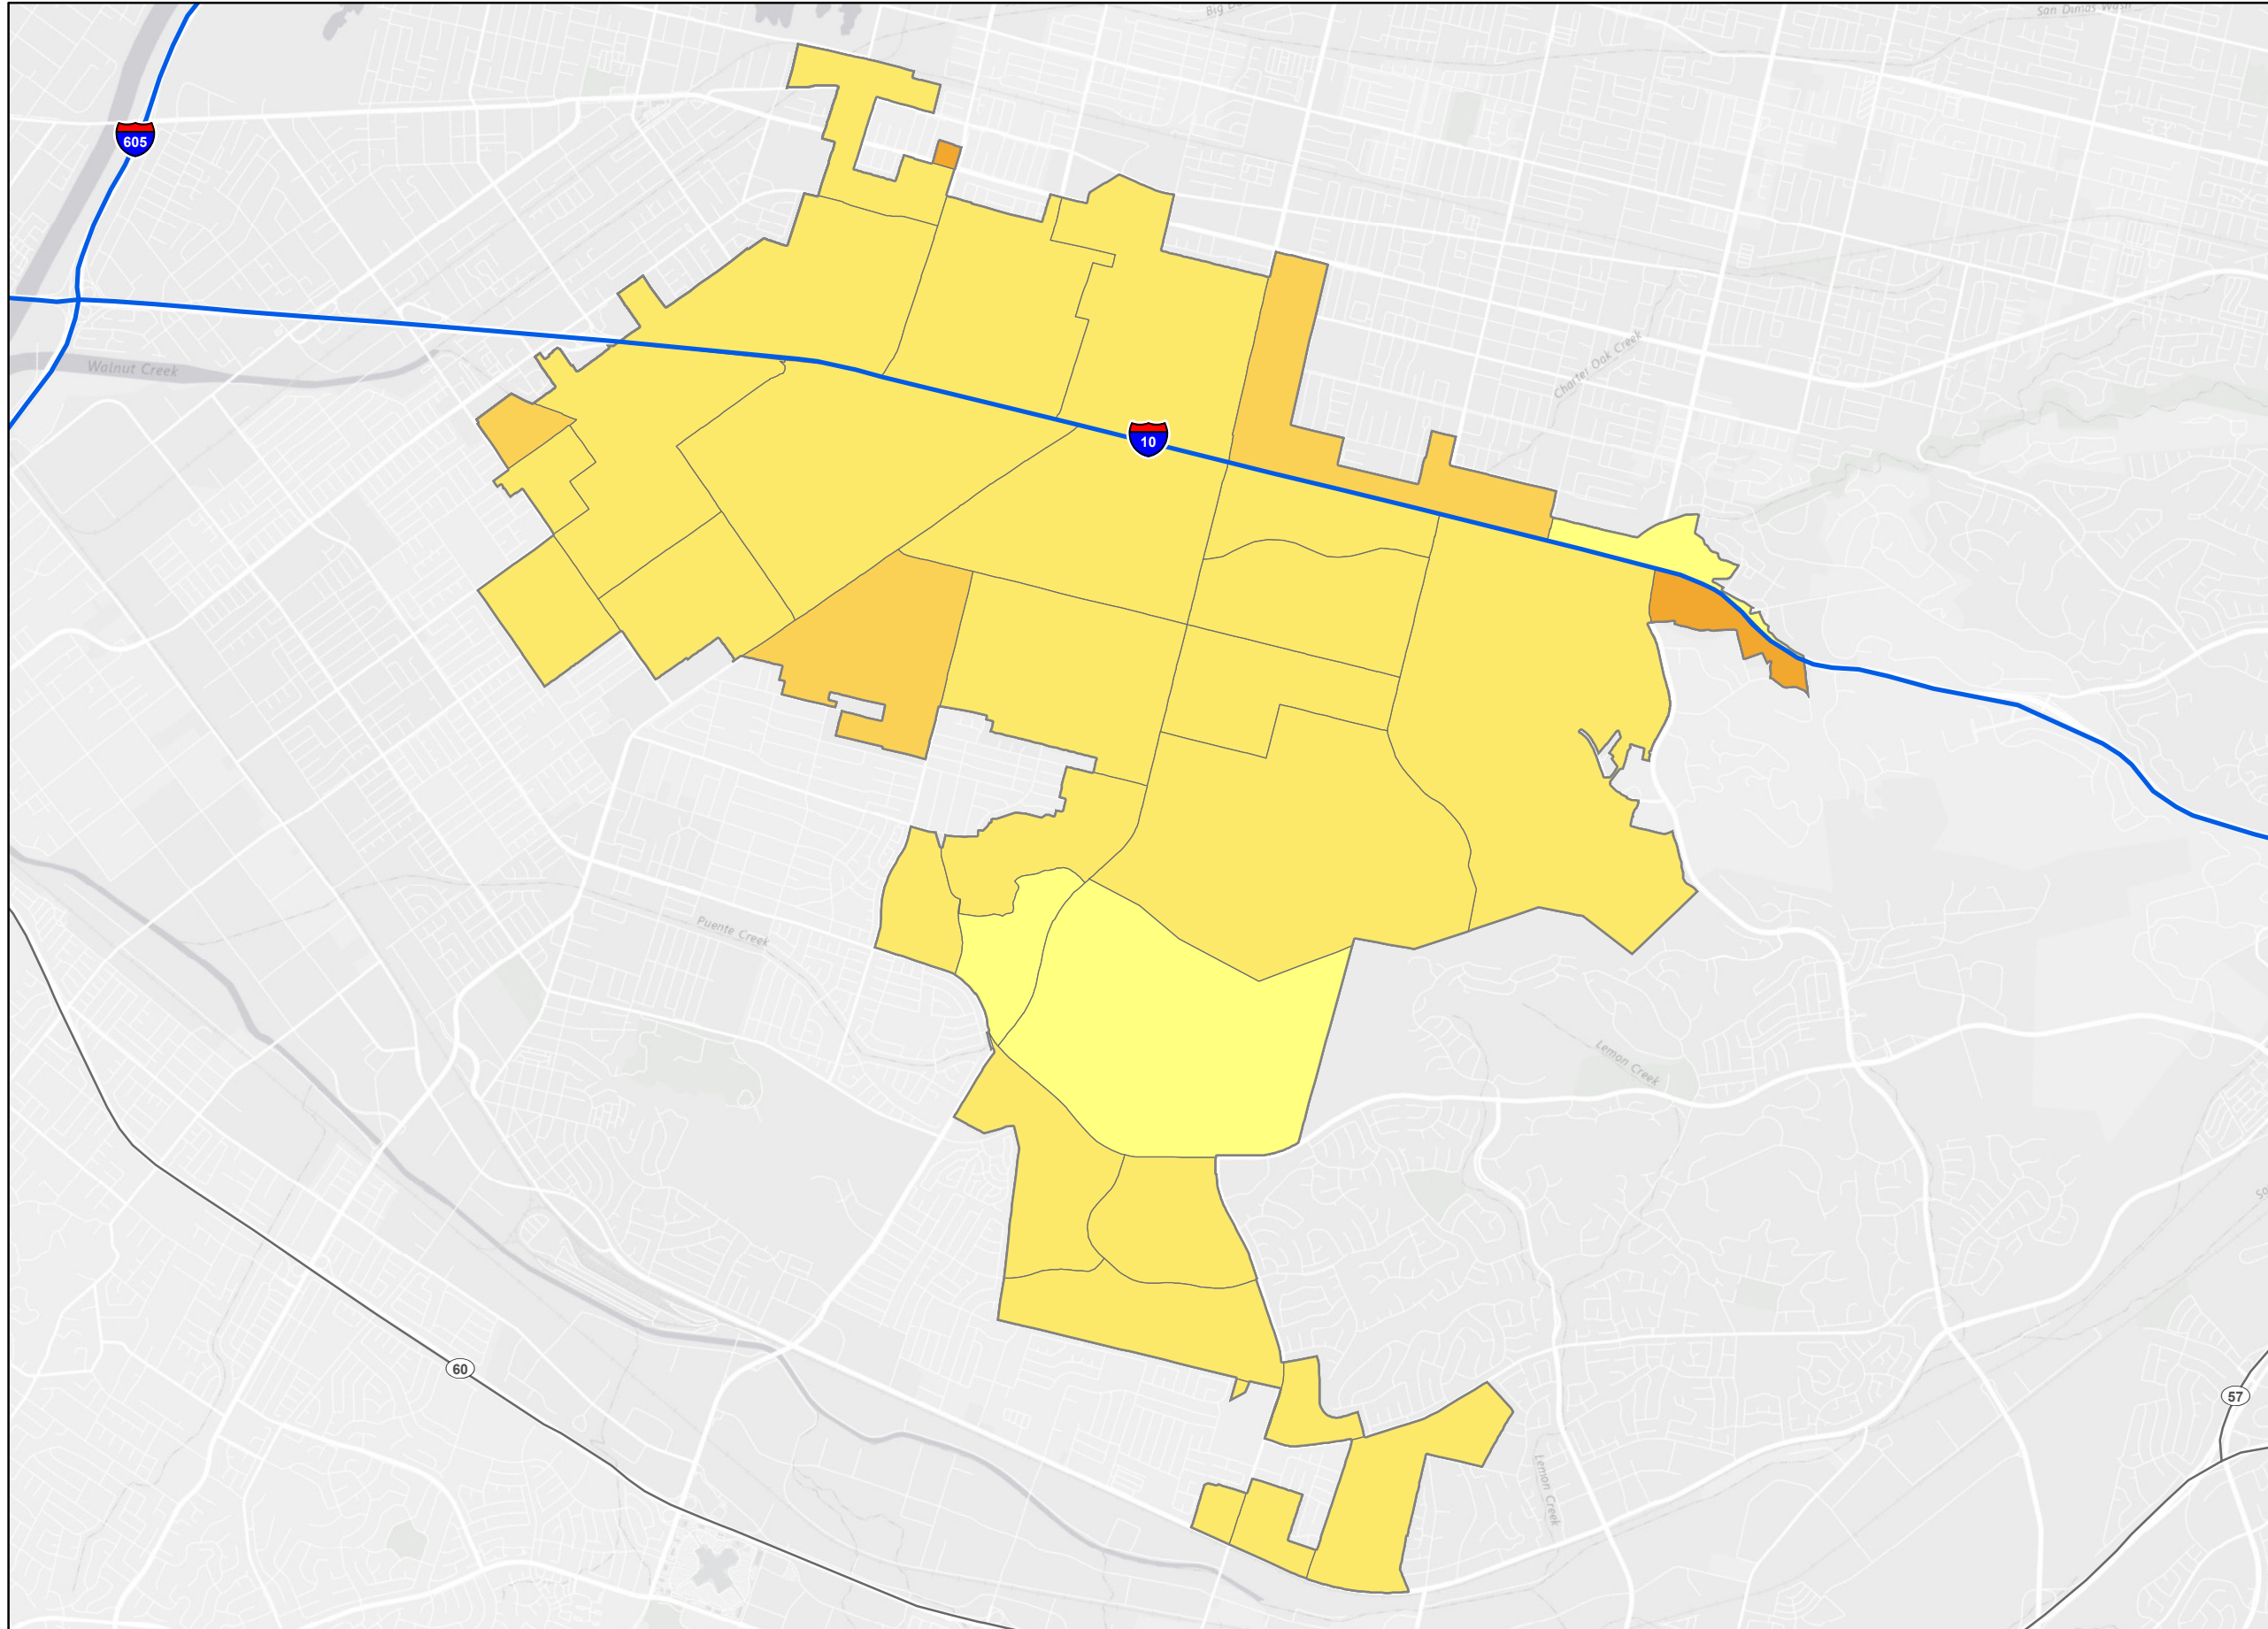 San Dimas Wash
605
Charter Oak Creek
Walnut Creek
10
Puente Creek
Lemon Creek
60
57
Lemon Creek